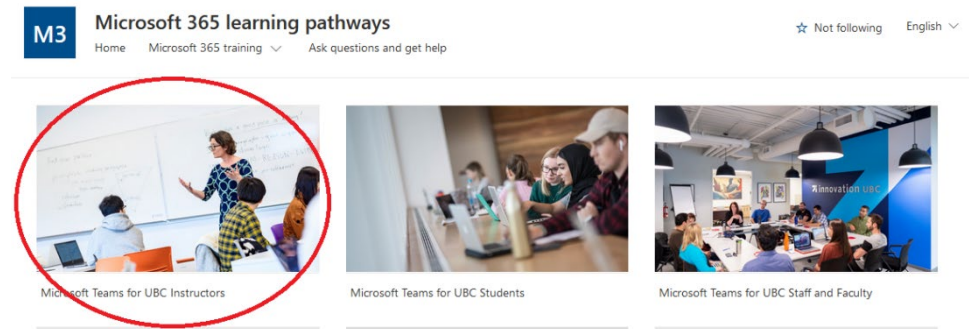 M3
Microsoft 365 learning pathways
Not following
English
Home
Microsoft 365 training
Ask questions and get help
innovation UBC
Microsoft Teams for UBC Instructors
Microsoft Teams for UBC Students
Microsoft Teams for UBC Staff and Faculty